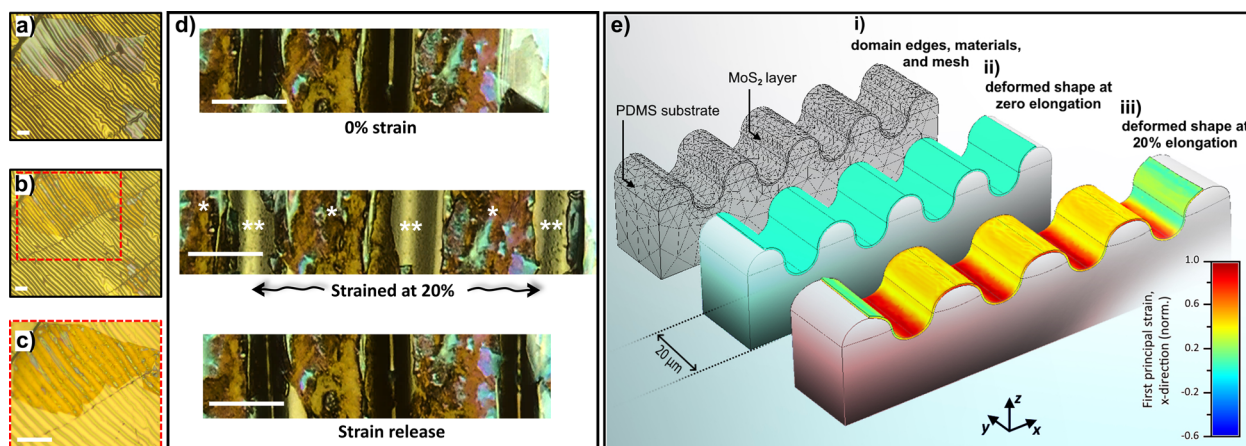 a)
b)
c)
d)
0% strain
*
**
*
**
*
**
Strained at 20%
Strain release
e)
i)
domain edges, materials,
and mesh
MoS₂ layer
PDMS substrate
ii)
deformed shape at
zero elongation
iii)
deformed shape at
20% elongation
20 μm
z
y
x
First principal strain,
x-direction (norm.)
1.0
0.6
0.2
-0.2
-0.6